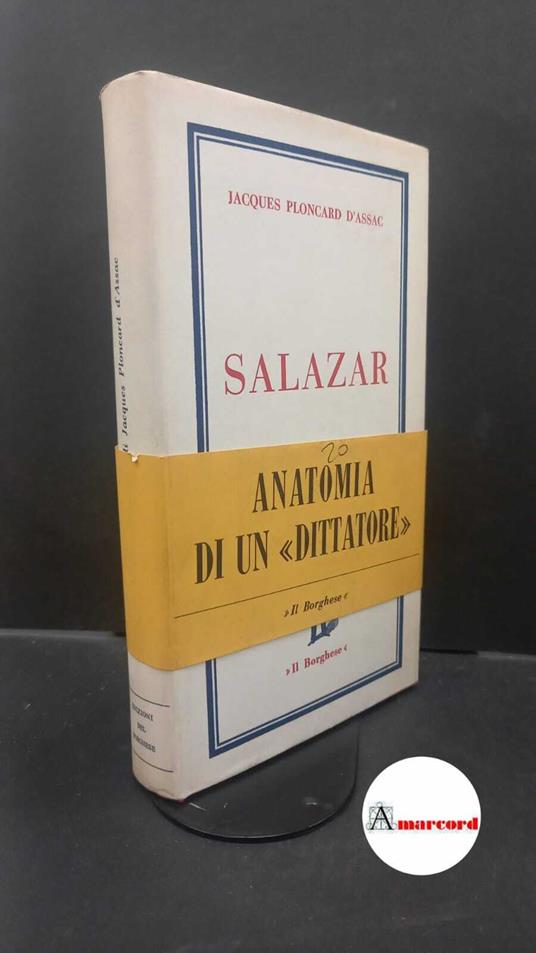 JACQUES PLONCARD D'ASSAC
SALAZAR
20
ANATOMIA
DI UN «DITTATORE»
»Il Borghese«
»Il Borghese«
di Jacques Ploncard d'Assac
EDIZIONI
DEL
BORGHESE
Amarcord